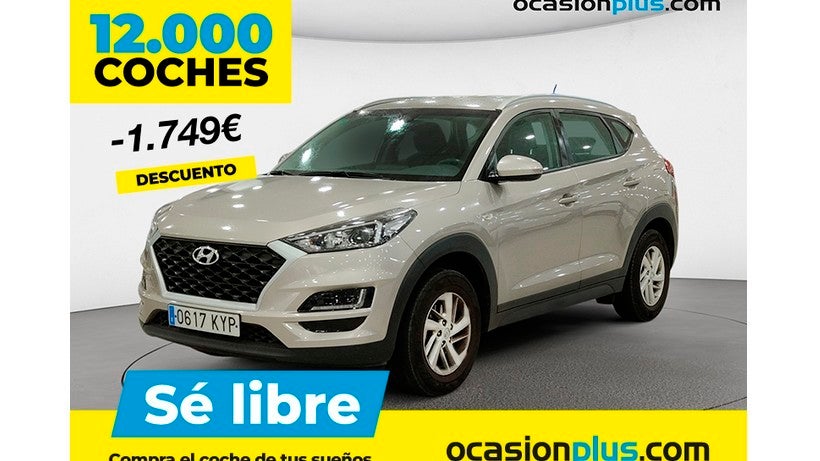 ocasionplus.com
12.000
COCHES
-1.749€
DESCUENTO
0617 KYP
Sé libre
Compra el coche de tus sueños
ocasionplus.com